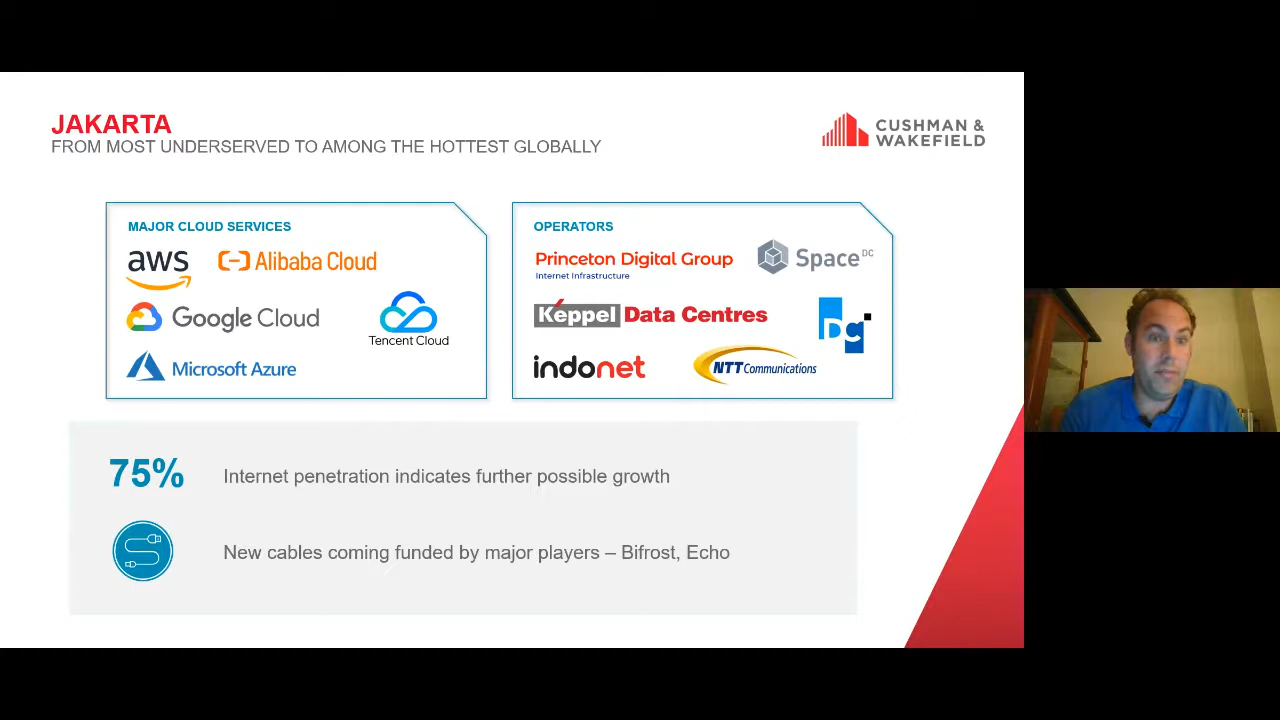 JAKARTA
FROM MOST UNDERSERVED TO AMONG THE HOTTEST GLOBALLY
CUSHMAN &
WAKEFIELD
MAJOR CLOUD SERVICES
aws
Alibaba Cloud
Google Cloud
Tencent Cloud
Microsoft Azure
OPERATORS
Princeton Digital Group
Internet Infrastructure
SpaceDC
Keppel Data Centres
DCI
indonet
NTT Communications
75%
Internet penetration indicates further possible growth
New cables coming funded by major players – Bifrost, Echo